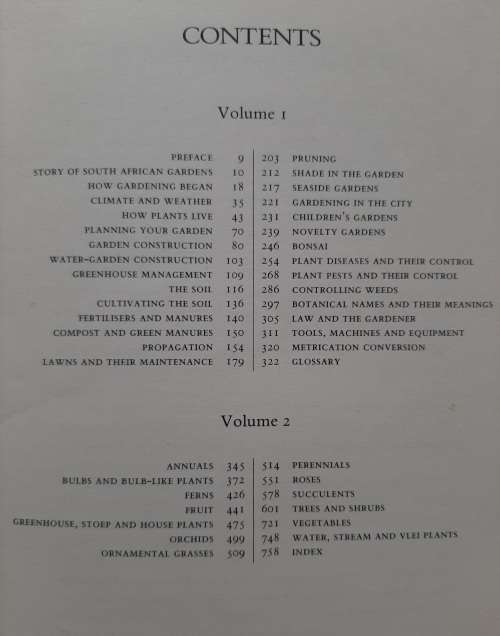 CONTENTS
Volume 1
PREFACE 9
STORY OF SOUTH AFRICAN GARDENS 10
HOW GARDENING BEGAN 18
CLIMATE AND WEATHER 35
HOW PLANTS LIVE 43
PLANNING YOUR GARDEN 70
GARDEN CONSTRUCTION 80
WATER-GARDEN CONSTRUCTION 103
GREENHOUSE MANAGEMENT 109
THE SOIL 116
CULTIVATING THE SOIL 136
FERTILISERS AND MANURES 140
COMPOST AND GREEN MANURES 150
PROPAGATION 154
LAWNS AND THEIR MAINTENANCE 179
203 PRUNING
212 SHADE IN THE GARDEN
217 SEASIDE GARDENS
221 GARDENING IN THE CITY
231 CHILDREN'S GARDENS
239 NOVELTY GARDENS
246 BONSAI
254 PLANT DISEASES AND THEIR CONTROL
268 PLANT PESTS AND THEIR CONTROL
286 CONTROLLING WEEDS
297 BOTANICAL NAMES AND THEIR MEANINGS
305 LAW AND THE GARDENER
311 TOOLS, MACHINES AND EQUIPMENT
320 METRICATION CONVERSION
322 GLOSSARY
Volume 2
ANNUALS 345
BULBS AND BULB-LIKE PLANTS 372
FERNS 426
FRUIT 441
GREENHOUSE, STOEP AND HOUSE PLANTS 475
ORCHIDS 499
ORNAMENTAL GRASSES 509
514 PERENNIALS
551 ROSES
578 SUCCULENTS
601 TREES AND SHRUBS
721 VEGETABLES
748 WATER, STREAM AND VLEI PLANTS
758 INDEX